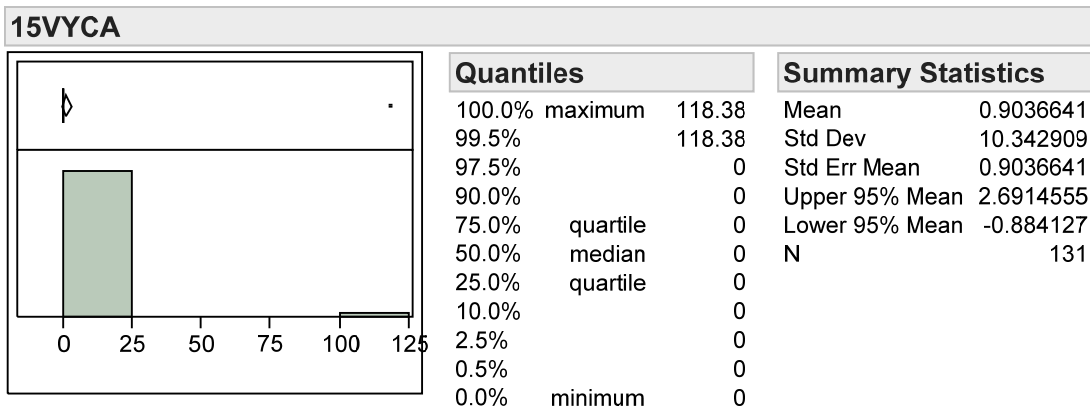 15VYCA
0 25 50 75 100 125
Quantiles
100.0% maximum 118.38
99.5% 118.38
97.5% 0
90.0% 0
75.0% quartile 0
50.0% median 0
25.0% quartile 0
10.0% 0
2.5% 0
0.5% 0
0.0% minimum 0
Summary Statistics
Mean 0.9036641
Std Dev 10.342909
Std Err Mean 0.9036641
Upper 95% Mean 2.6914555
Lower 95% Mean -0.884127
N 131